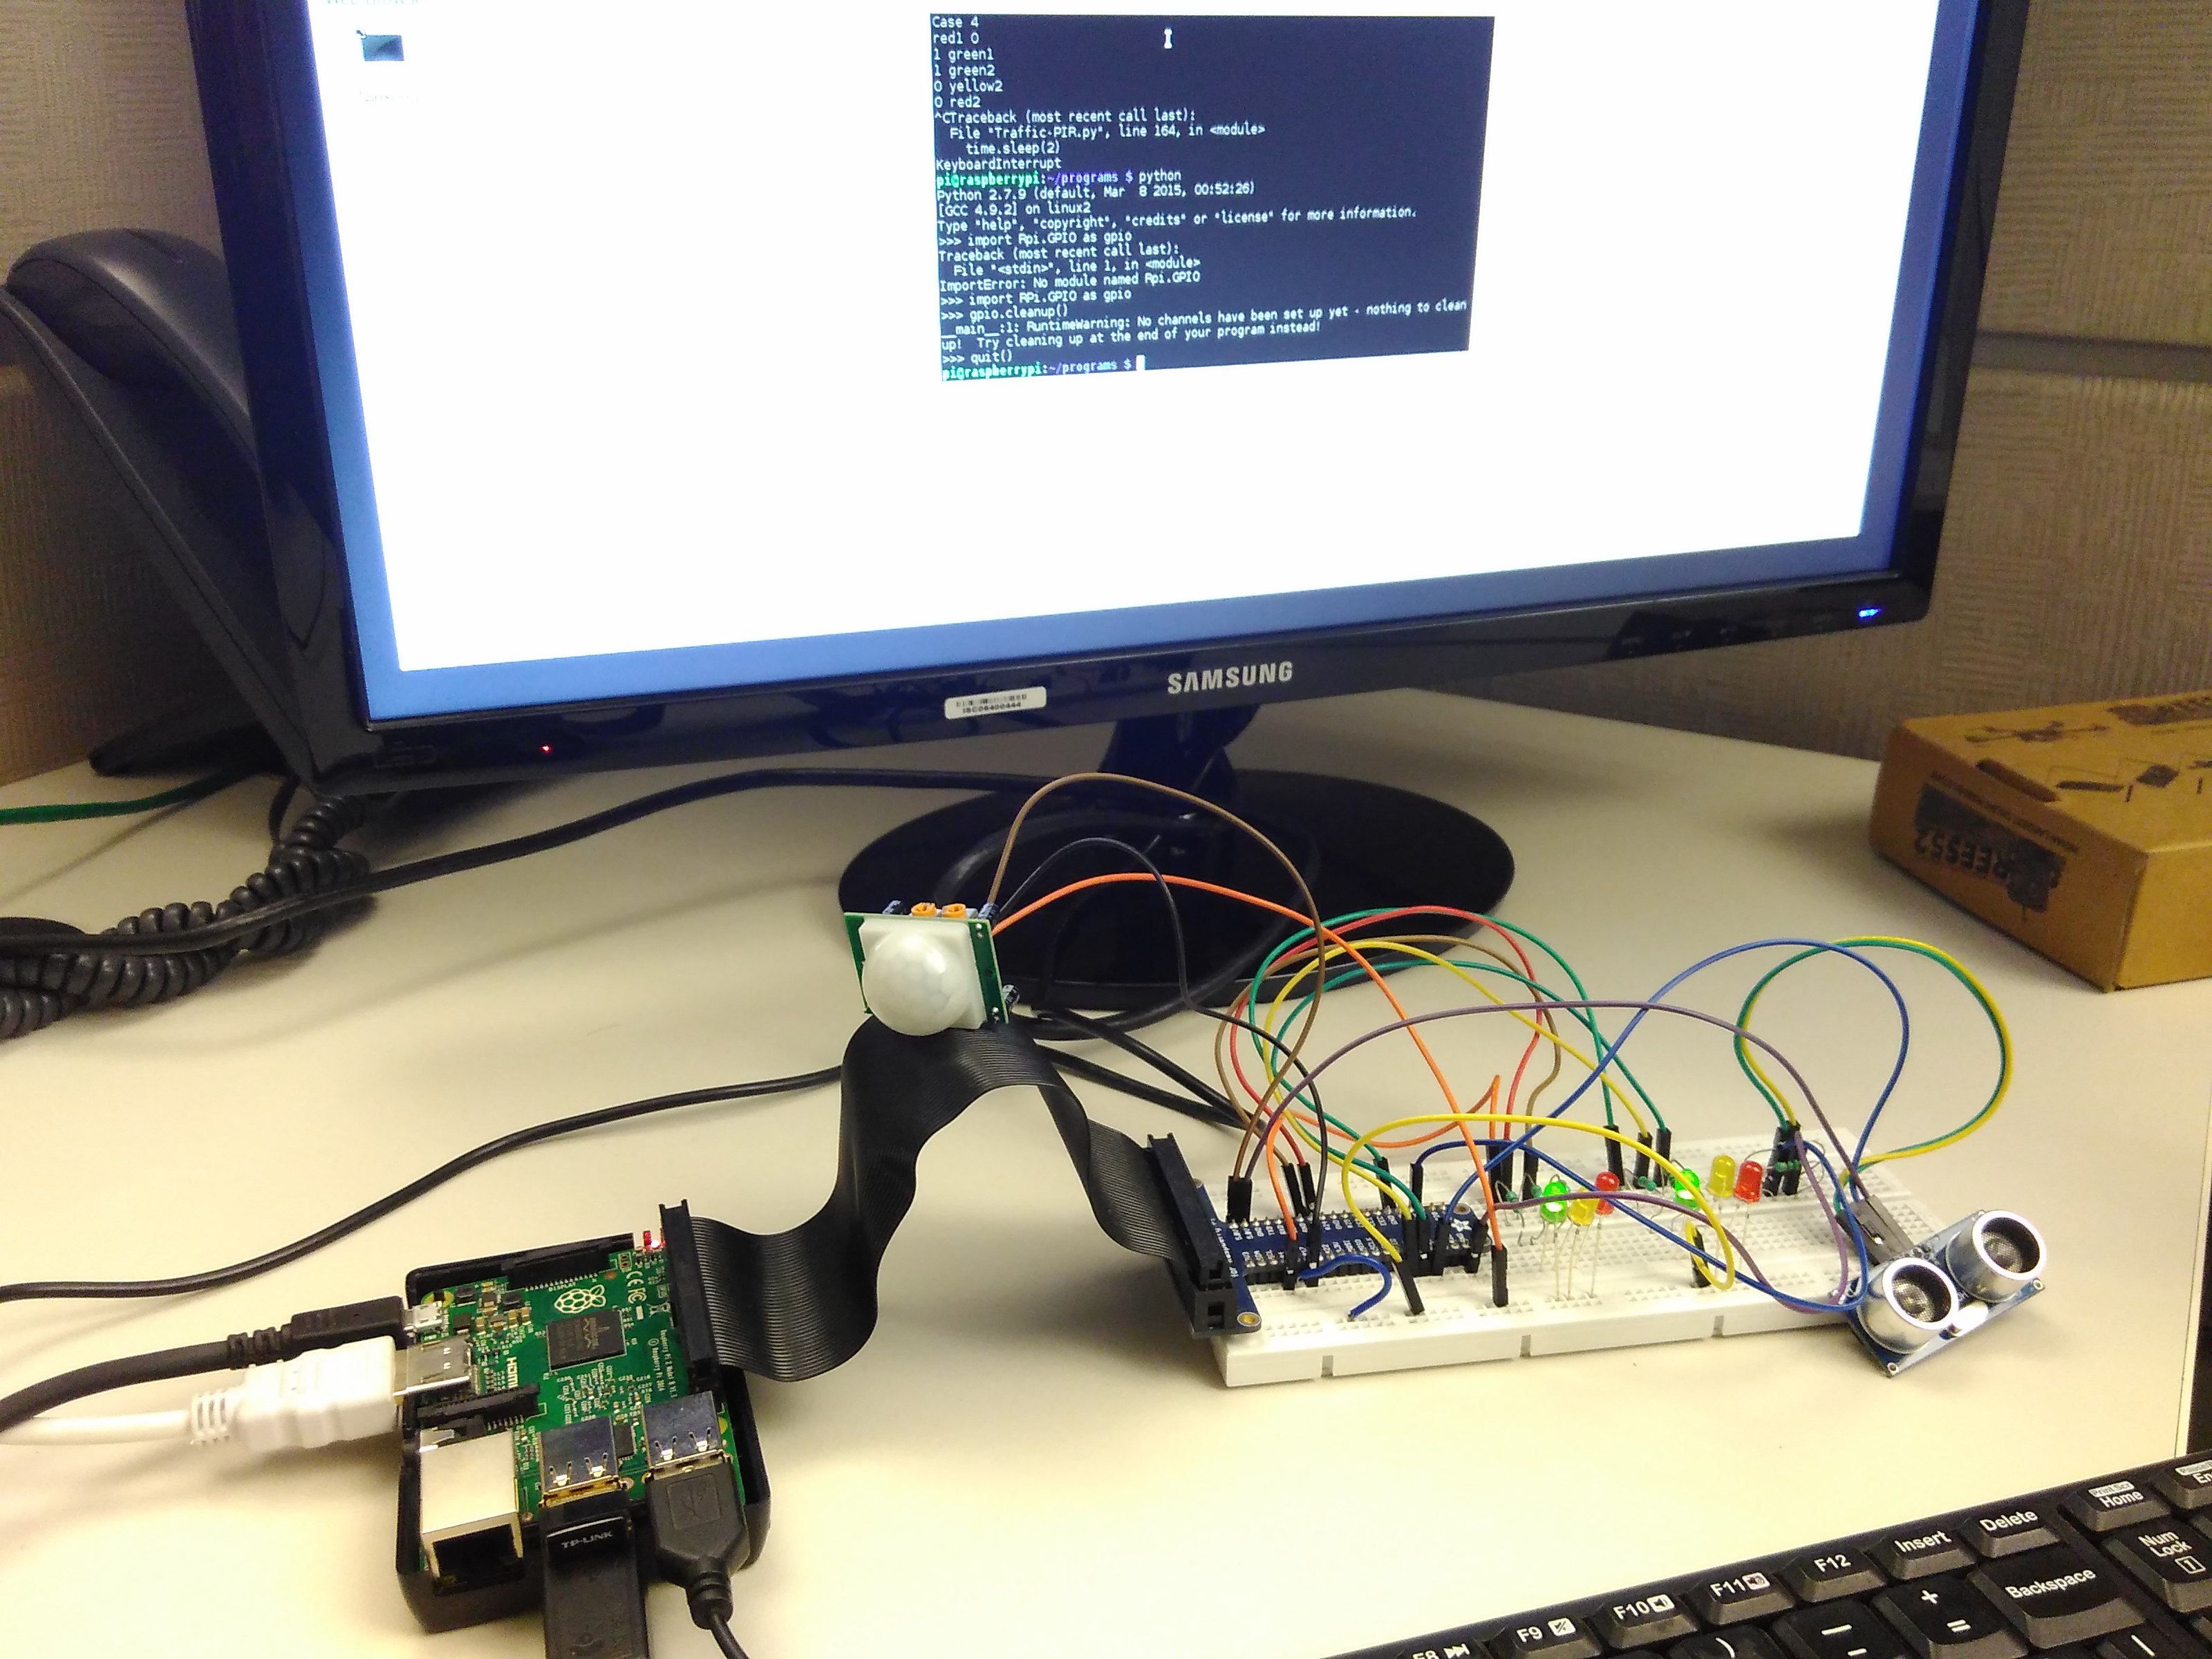 Case 4
red1 0
1 green1
1 green2
0 yellow2
0 red2
^CTraceback (most recent call last):
  File "Traffic-PIR.py", line 164, in <module>
    time.sleep(2)
KeyboardInterrupt
pi@raspberrypi:~/programs $ python
Python 2.7.9 (default, Mar  8 2015, 00:52:26)
[GCC 4.9.2] on linux2
Type "help", "copyright", "credits" or "license" for more information.
>>> import Rpi.GPIO as gpio
Traceback (most recent call last):
  File "<stdin>", line 1, in <module>
ImportError: No module named Rpi.GPIO
>>> import RPi.GPIO as gpio
>>> gpio.cleanup()
__main__:1: RuntimeWarning: No channels have been set up yet - nothing to clean
up!  Try cleaning up at the end of your program instead!
>>> quit()
pi@raspberrypi:~/programs $
SAMSUNG
HDMI
TP-LINK
F8
F9
F10
F11
F12
Insert
Delete
Home
Num
Lock
1
+
=
Backspace